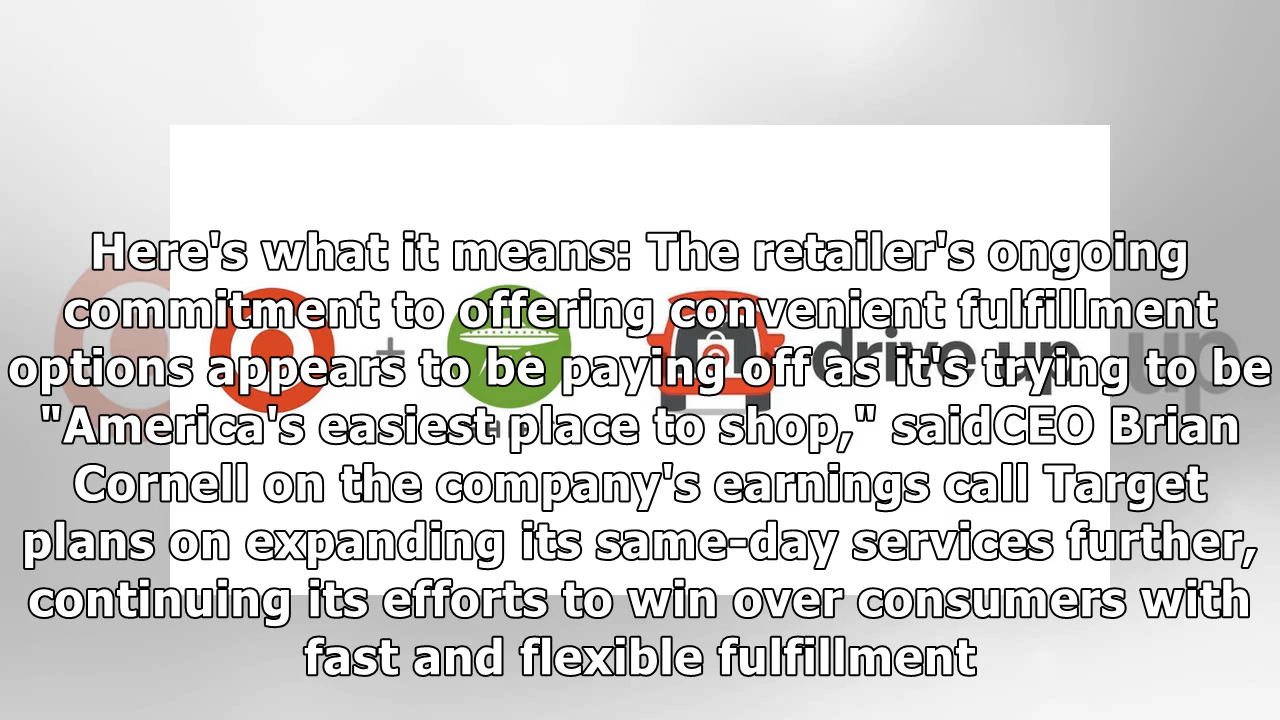 Here's what it means: The retailer's ongoing
commitment to offering convenient fulfillment
options appears to be paying off as it's trying to be
"America's easiest place to shop," saidCEO Brian
Cornell on the company's earnings call Target
plans on expanding its same-day services further,
continuing its efforts to win over consumers with
fast and flexible fulfillment
drive up
up